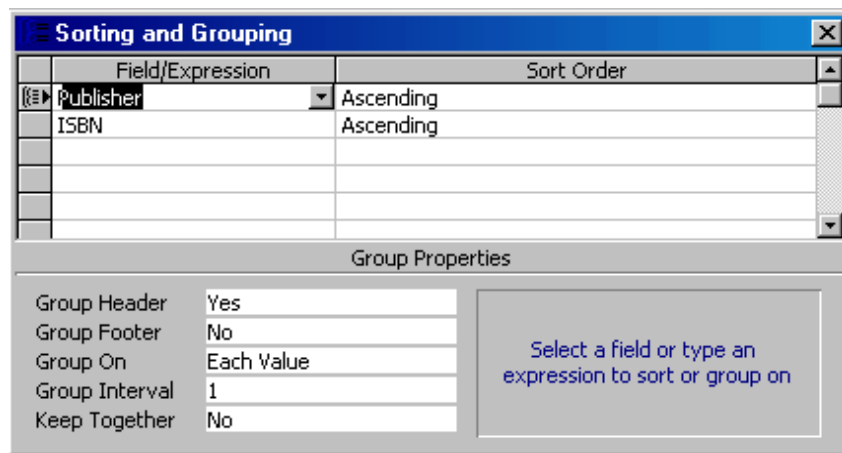 Sorting and Grouping
Field/Expression Sort Order
Publisher Ascending
ISBN Ascending
Group Properties
Group Header Yes
Group Footer No
Group On Each Value
Group Interval 1
Keep Together No
Select a field or type an
expression to sort or group on